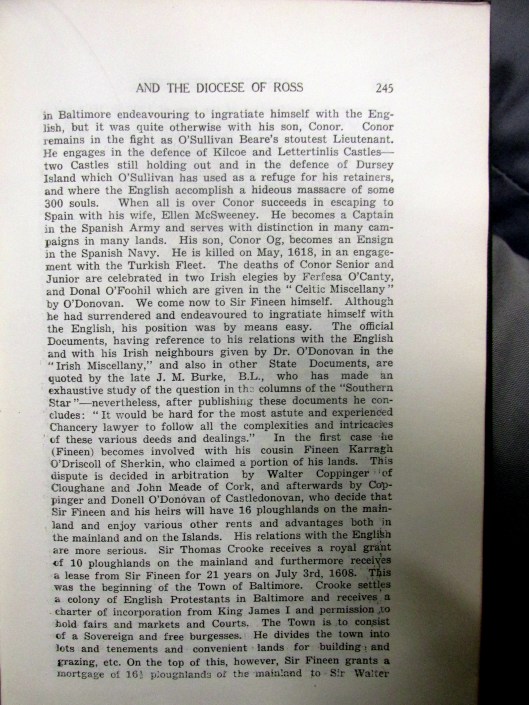 AND THE DIOCESE OF ROSS 245
in Baltimore endeavouring to ingratiate himself with the Eng-
lish, but it was quite otherwise with his son, Conor. Conor
remains in the fight as O'Sullivan Beare's stoutest Lieutenant.
He engages in the defence of Kilcoe and Lettertinlis Castles—
two Castles still holding out and in the defence of Dursey
Island which O'Sullivan has used as a refuge for his retainers,
and where the English accomplish a hideous massacre of some
300 souls. When all is over Conor succeeds in escaping to
Spain with his wife, Ellen McSweeney. He becomes a Captain
in the Spanish Army and serves with distinction in many cam-
paigns in many lands. His son, Conor Og, becomes an Ensign
in the Spanish Navy. He is killed on May, 1618, in an engage-
ment with the Turkish Fleet. The deaths of Conor Senior and
Junior are celebrated in two Irish elegies by Ferfesa O'Canty,
and Donal O'Foohil which are given in the "Celtic Miscellany"
by O'Donovan. We come now to Sir Fineen himself. Although
he had surrendered and endeavoured to ingratiate himself with
the English, his position was by means easy. The official
Documents, having reference to his relations with the English
and with his Irish neighbours given by Dr. O'Donovan in the
"Irish Miscellany," and also in other State Documents, are
quoted by the late J. M. Burke, B.L., who has made an
exhaustive study of the question in the columns of the "Southern
Star"—nevertheless, after publishing these documents he con-
cludes: "It would be hard for the most astute and experienced
Chancery lawyer to follow all the complexities and intricacies
of these various deeds and dealings." In the first case he
(Fineen) becomes involved with his cousin Fineen Karragh
O'Driscol of Sherkin, who claimed a portion of his lands. This
dispute is decided in arbitration by Walter Coppinger of
Cloughane and John Meade of Cork, and afterwards by Cop-
pinger and Donell O'Donovan of Castledonovan, who decide that
Sir Fineen and his heirs will have 16 ploughlands on the main-
land and enjoy various other rents and advantages both in
the mainland and on the Islands. His relations with the English
are more serious. Sir Thomas Crooke receives a royal grant
of 10 ploughlands on the mainland and furthermore receives
a lease from Sir Fineen for 21 years on July 3rd, 1608. This
was the beginning of the Town of Baltimore. Crooke settles
a colony of English Protestants in Baltimore and receives a
charter of incorporation from King James I and permission to
hold fairs and markets and Courts. The Town is to consist
of a Sovereign and free burgesses. He divides the town into
lots and tenements and convenient lands for building and
grazing, etc. On the top of this, however, Sir Fineen grants a
mortgage of 16½ ploughlands of the mainland to Sir Walter